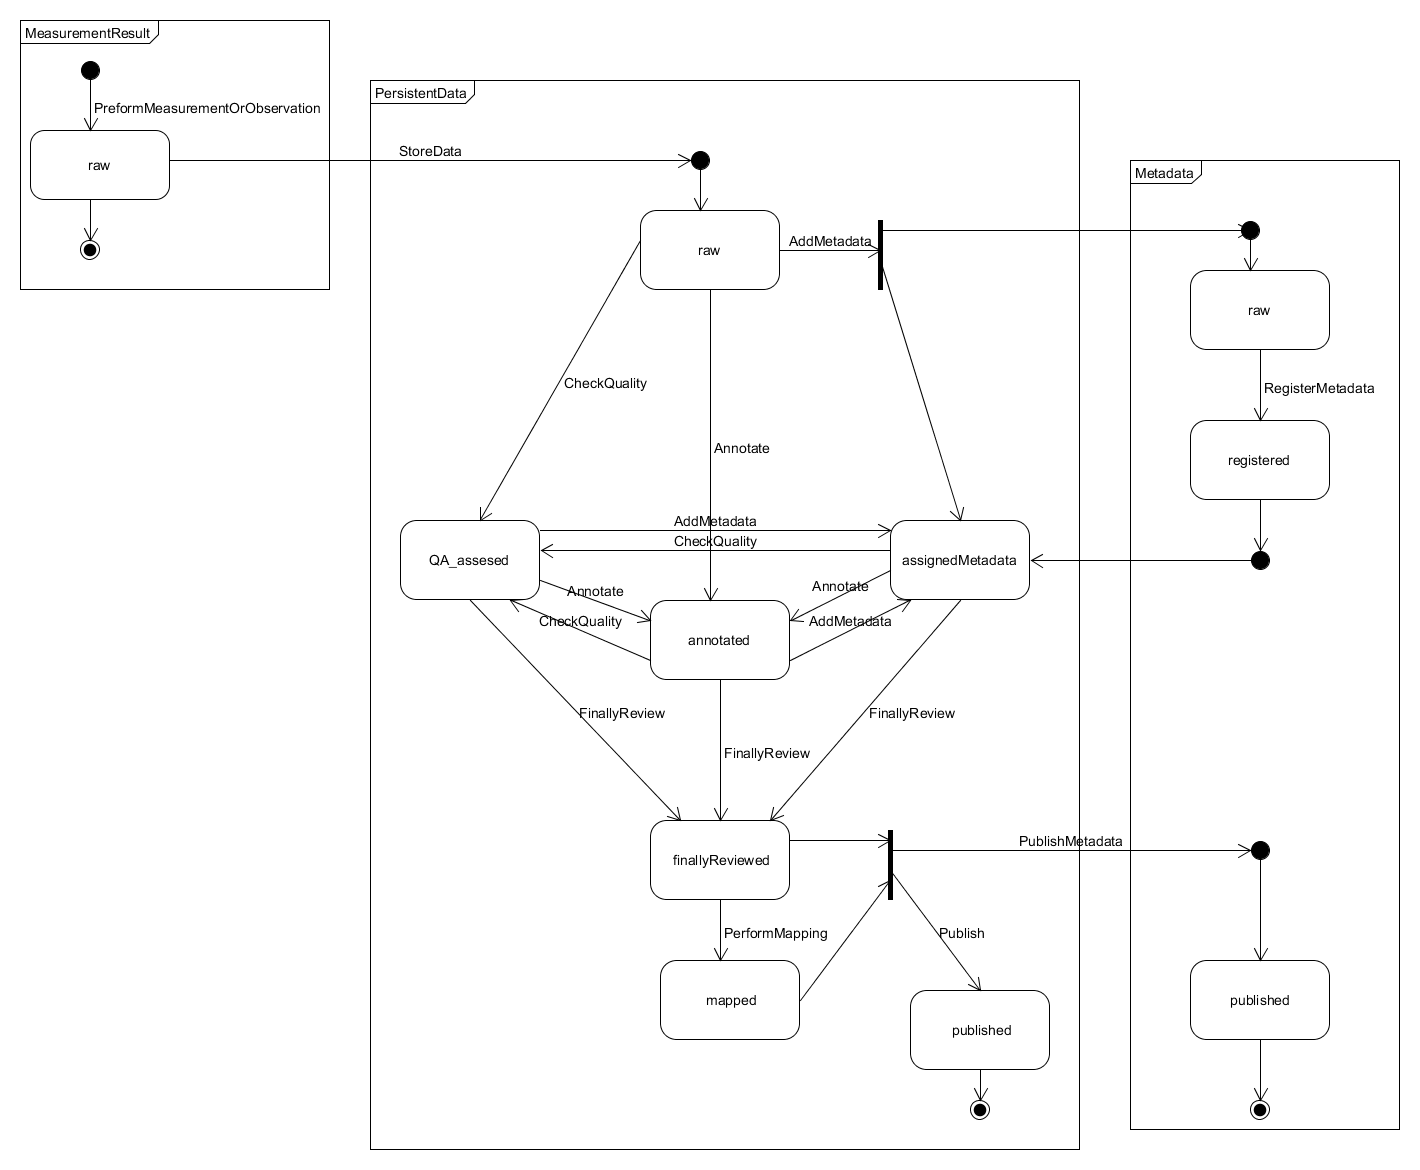 MeasurementResult
PreformMeasurementOrObservation
raw
PersistentData
StoreData
raw
AddMetadata
Metadata
raw
CheckQuality
RegisterMetadata
Annotate
registered
QA_assesed
AddMetadata
CheckQuality
assignedMetadata
Annotate
Annotate
CheckQuality
AddMetadata
annotated
FinallyReview
FinallyReview
FinallyReview
finallyReviewed
PublishMetadata
PerformMapping
Publish
mapped
published
published